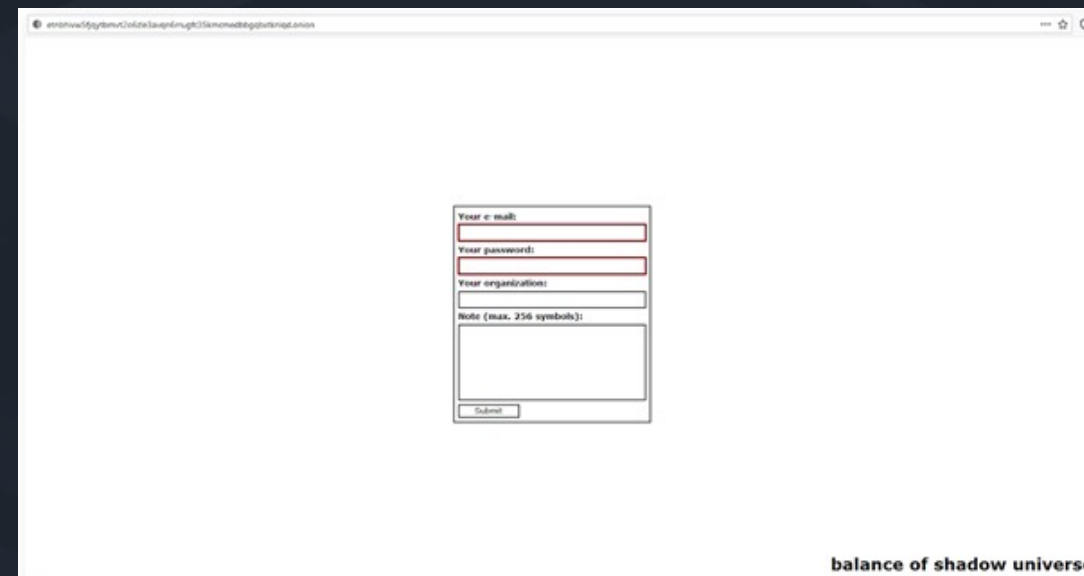 Your e-mail:
Your password:
Your organization:
Note (max. 256 symbols):
Submit
balance of shadow univers